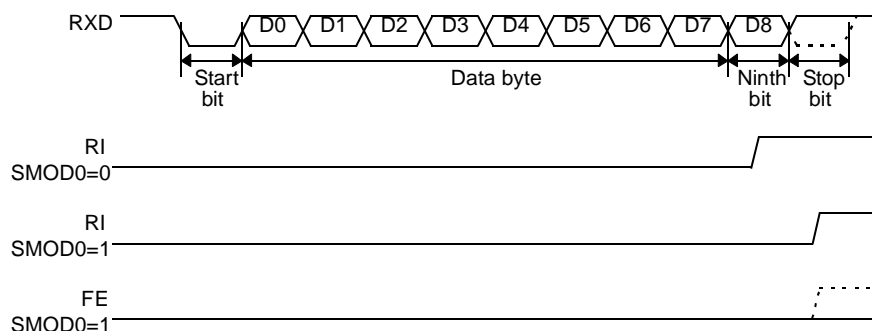 RXD D0 D1 D2 D3 D4 D5 D6 D7 D8
Start bit
Data byte
Ninth bit
Stop bit
RI
SMOD0=0
RI
SMOD0=1
FE
SMOD0=1